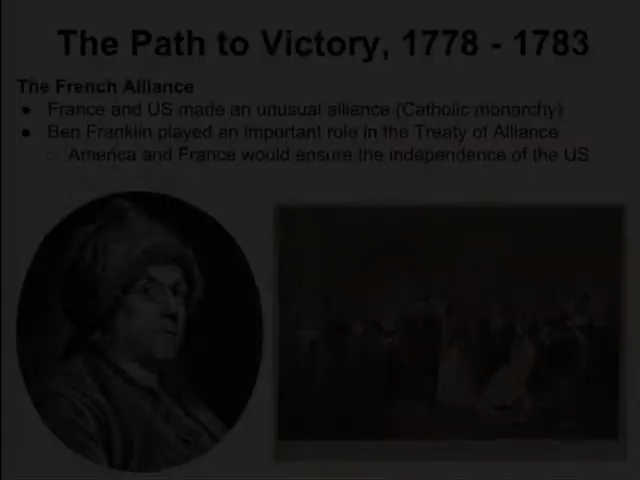 The Path to Victory, 1778 - 1783
The French Alliance
● France and US made an unusual alliance (Catholic monarchy)
● Ben Franklin played an important role in the Treaty of Alliance
○ America and France would ensure the independence of the US